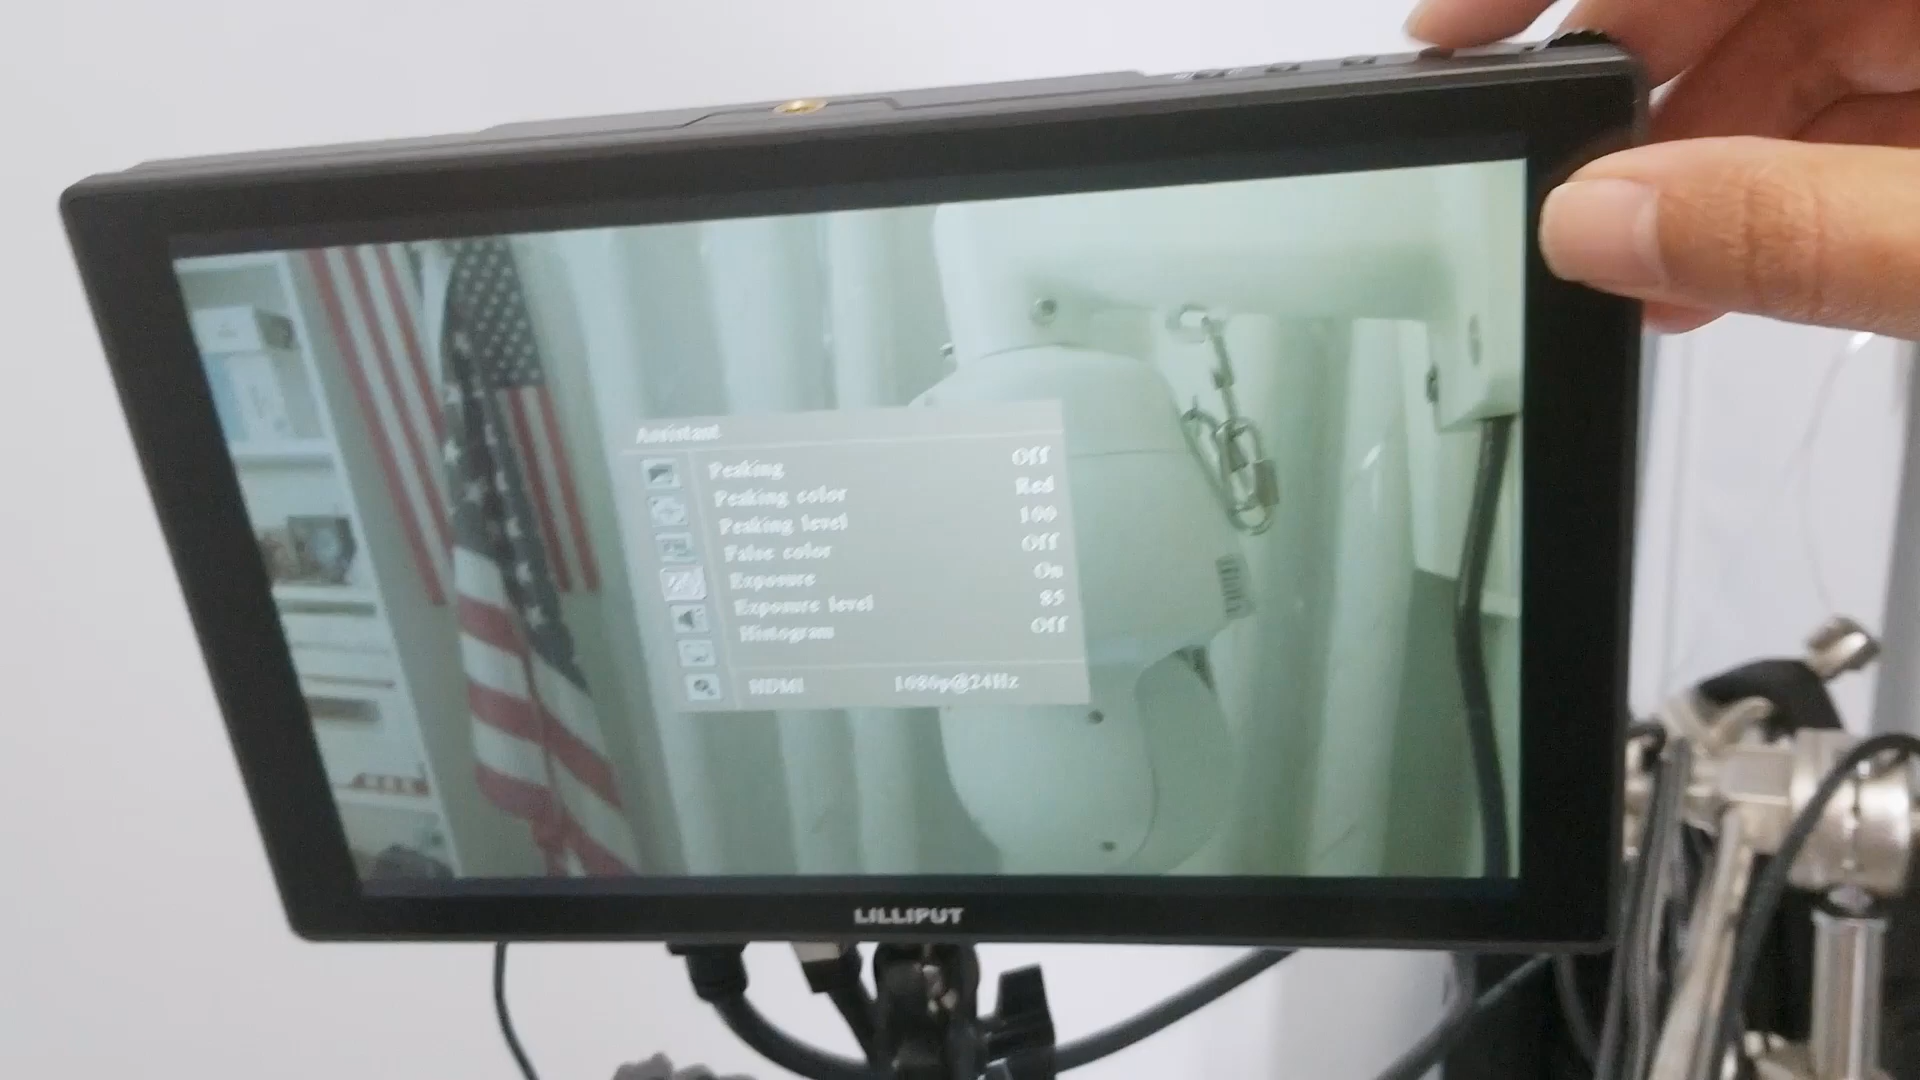 Assistant
Peaking Off
Peaking color Red
Peaking level 100
False color Off
Exposure On
Exposure level 85
Histogram Off
HDMI 1080p@24Hz
LILLIPUT